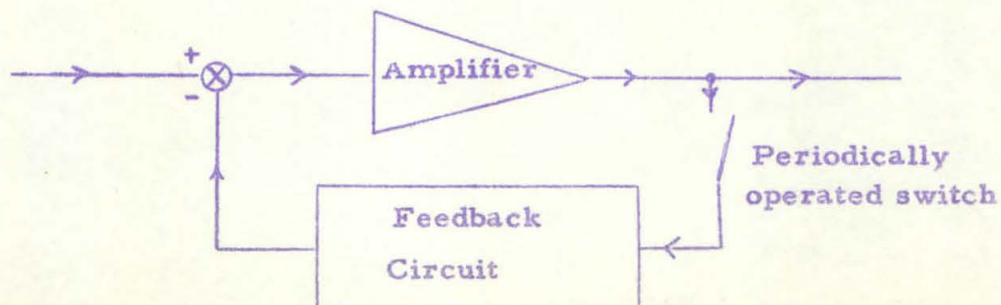 +
Amplifier
-
Periodically
operated switch
Feedback
Circuit